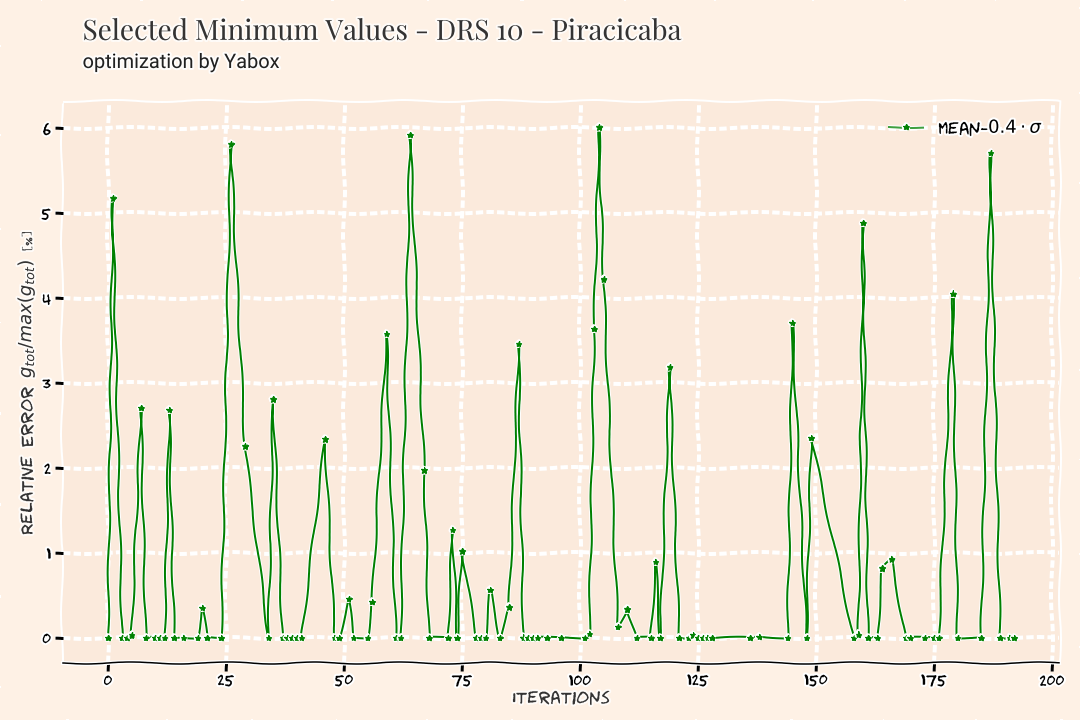 Selected Minimum Values - DRS 10 - Piracicaba
optimization by Yabox
MEAN-0.4 · σ
RELATIVE ERROR g_tot/max(g_tot) [%]
6
5
4
3
2
1
0
0 25 50 75 100 125 150 175 200
ITERATIONS